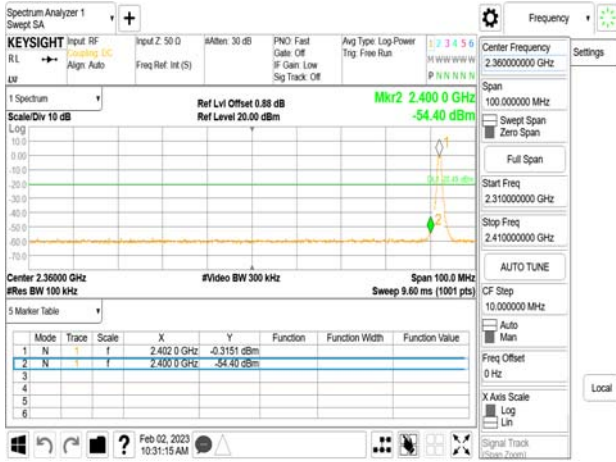 Spectrum Analyzer 1
Swept SA
Frequency
KEYSIGHT
RL
Input: RF
Coupling: DC
Align: Auto
Input Z: 50 Ω
Freq Ref: Int (S)
#Atten: 30 dB
PNO: Fast
Gate: Off
IF Gain: Low
Sig Track: Off
Avg Type: Log-Power
Trig: Free Run
1 2 3 4 5 6
M W W W W W
P N N N N N
Center Frequency
2.360000000 GHz
Settings
Span
100.000000 MHz
Swept Span
Zero Span
Full Span
Start Freq
2.310000000 GHz
Stop Freq
2.410000000 GHz
AUTO TUNE
CF Step
10.000000 MHz
Auto
Man
Freq Offset
0 Hz
X Axis Scale
Log
Lin
Signal Track
(Span Zoom)
Local
1 Spectrum
Scale/Div 10 dB
Ref Lvl Offset 0.88 dB
Ref Level 20.00 dBm
Mkr2 2.400 0 GHz
-54.40 dBm
Log
10.0
0.00
-10.0
-20.0
-30.0
-40.0
-50.0
-60.0
-70.0
1
2
Center 2.36000 GHz
#Res BW 100 kHz
#Video BW 300 kHz
Span 100.0 MHz
Sweep 9.60 ms (1001 pts)
5 Marker Table
Mode Trace Scale X Y Function Function Width Function Value
1 N 1 f 2.402 0 GHz -0.3151 dBm
2 N 1 f 2.400 0 GHz -54.40 dBm
3
4
5
6
?
Feb 02, 2023
10:31:15 AM